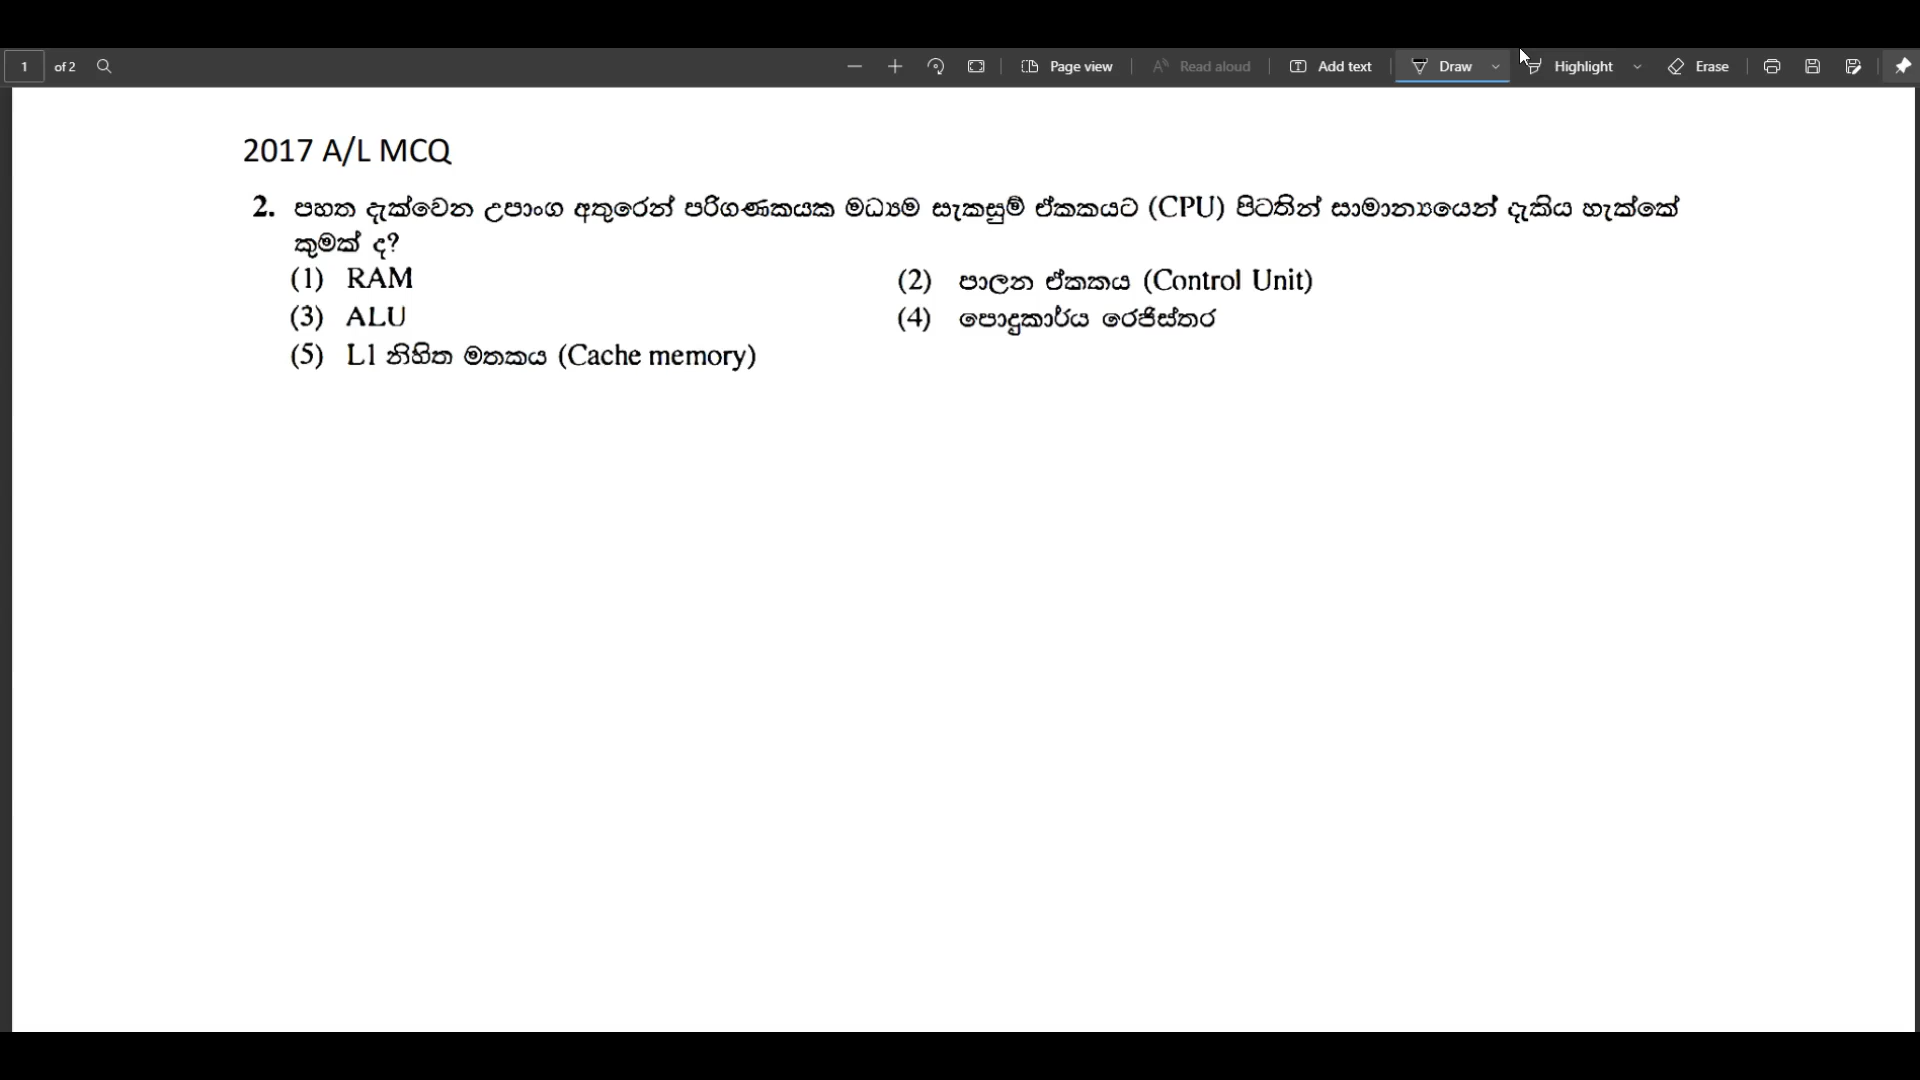 1 of 2 Page view Read aloud Add text Draw Highlight Erase
2017 A/L MCQ
2. පහත දැක්වෙන උපාංග අතුරෙන් පරිගණකයක මධ්‍යම සැකසුම් ඒකකයට (CPU) පිටතින් සාමාන්‍යයෙන් දැකිය හැක්කේ
කුමක් ද?
(1) RAM (2) පාලන ඒකකය (Control Unit)
(3) ALU (4) පොදුකාර්ය රෙජිස්තර
(5) L1 නිහිත මතකය (Cache memory)